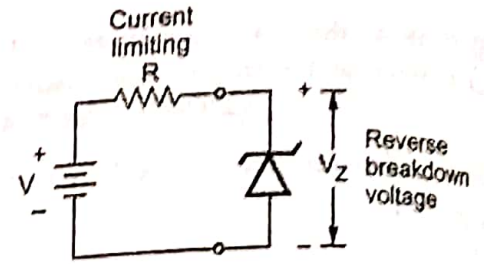 Current
limiting
R
+
V
-
+
V_Z
-
Reverse
breakdown
voltage